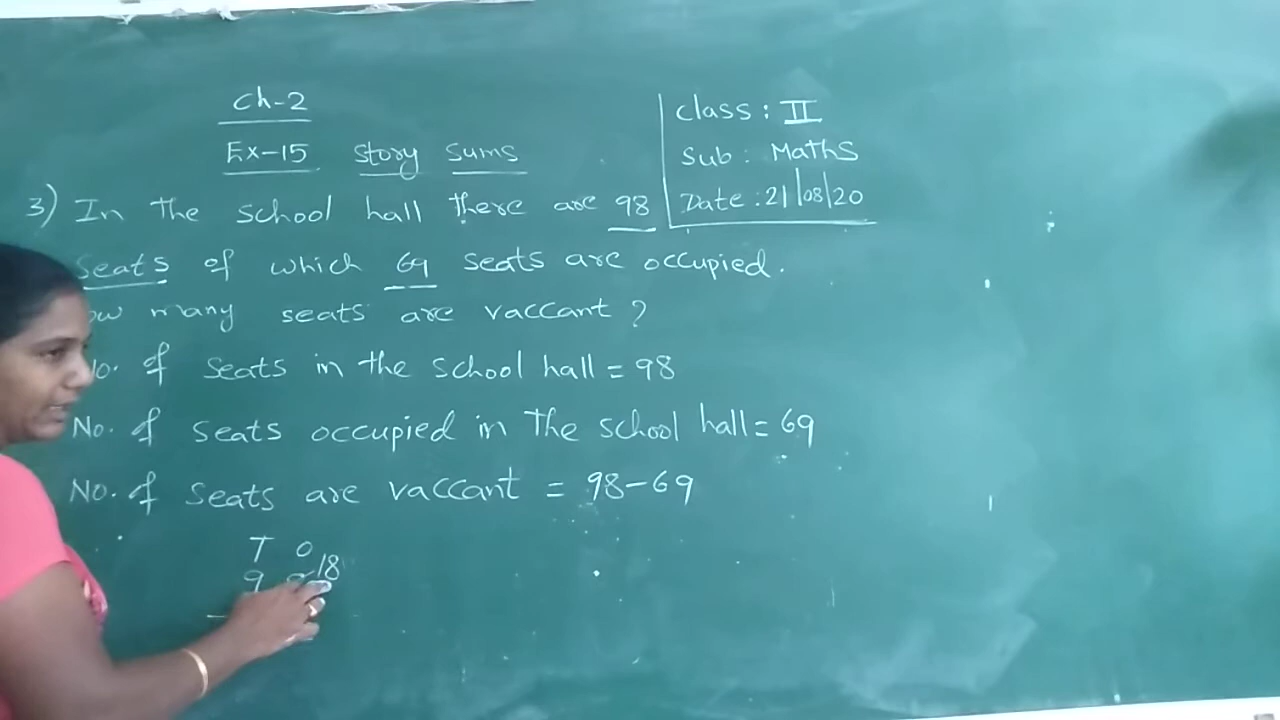 Ch-2
Ex-15 Story Sums
Class : II
Sub : Maths
Date : 21/08/20
3) In the school hall there are 98
seats of which 69 seats are occupied.
ow many seats are vaccant ?
No. of seats in the school hall = 98
No. of seats occupied in the school hall = 69
No. of seats are vaccant = 98-69
T O
9 18